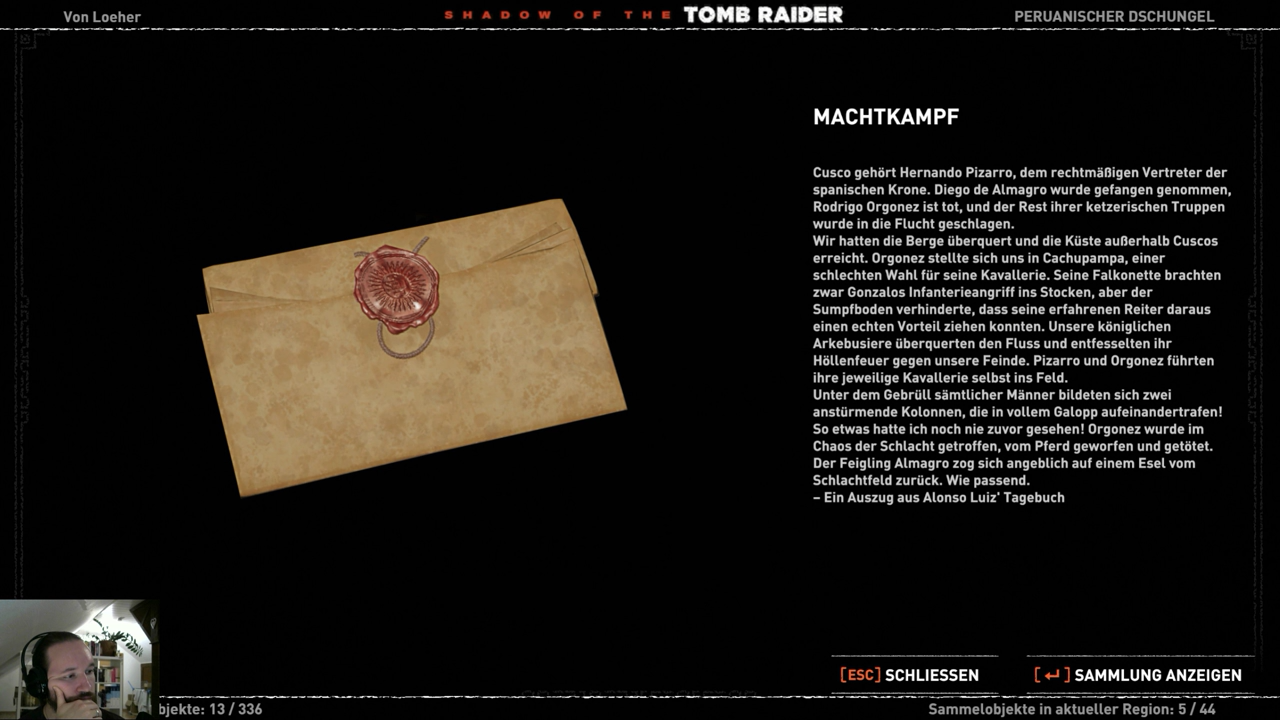 Von Loeher
SHADOW OF THE TOMB RAIDER
PERUANISCHER DSCHUNGEL
MACHTKAMPF
Cusco gehört Hernando Pizarro, dem rechtmäßigen Vertreter der
spanischen Krone. Diego de Almagro wurde gefangen genommen,
Rodrigo Orgonez ist tot, und der Rest ihrer ketzerischen Truppen
wurde in die Flucht geschlagen.
Wir hatten die Berge überquert und die Küste außerhalb Cuscos
erreicht. Orgonez stellte sich uns in Cachupampa, einer
schlechten Wahl für seine Kavallerie. Seine Falkonette brachten
zwar Gonzalos Infanterieangriff ins Stocken, aber der
Sumpfboden verhinderte, dass seine erfahrenen Reiter daraus
einen echten Vorteil ziehen konnten. Unsere königlichen
Arkebusiere überquerten den Fluss und entfesselten ihr
Höllenfeuer gegen unsere Feinde. Pizarro und Orgonez führten
ihre jeweilige Kavallerie selbst ins Feld.
Unter dem Gebrüll sämtlicher Männer bildeten sich zwei
anstürmende Kolonnen, die in vollem Galopp aufeinandertrafen!
So etwas hatte ich noch nie zuvor gesehen! Orgonez wurde im
Chaos der Schlacht getroffen, vom Pferd geworfen und getötet.
Der Feigling Almagro zog sich angeblich auf einem Esel vom
Schlachtfeld zurück. Wie passend.
– Ein Auszug aus Alonso Luiz' Tagebuch
[ESC] SCHLIESSEN
[↵] SAMMLUNG ANZEIGEN
bjekte: 13 / 336
Sammelobjekte in aktueller Region: 5 / 44